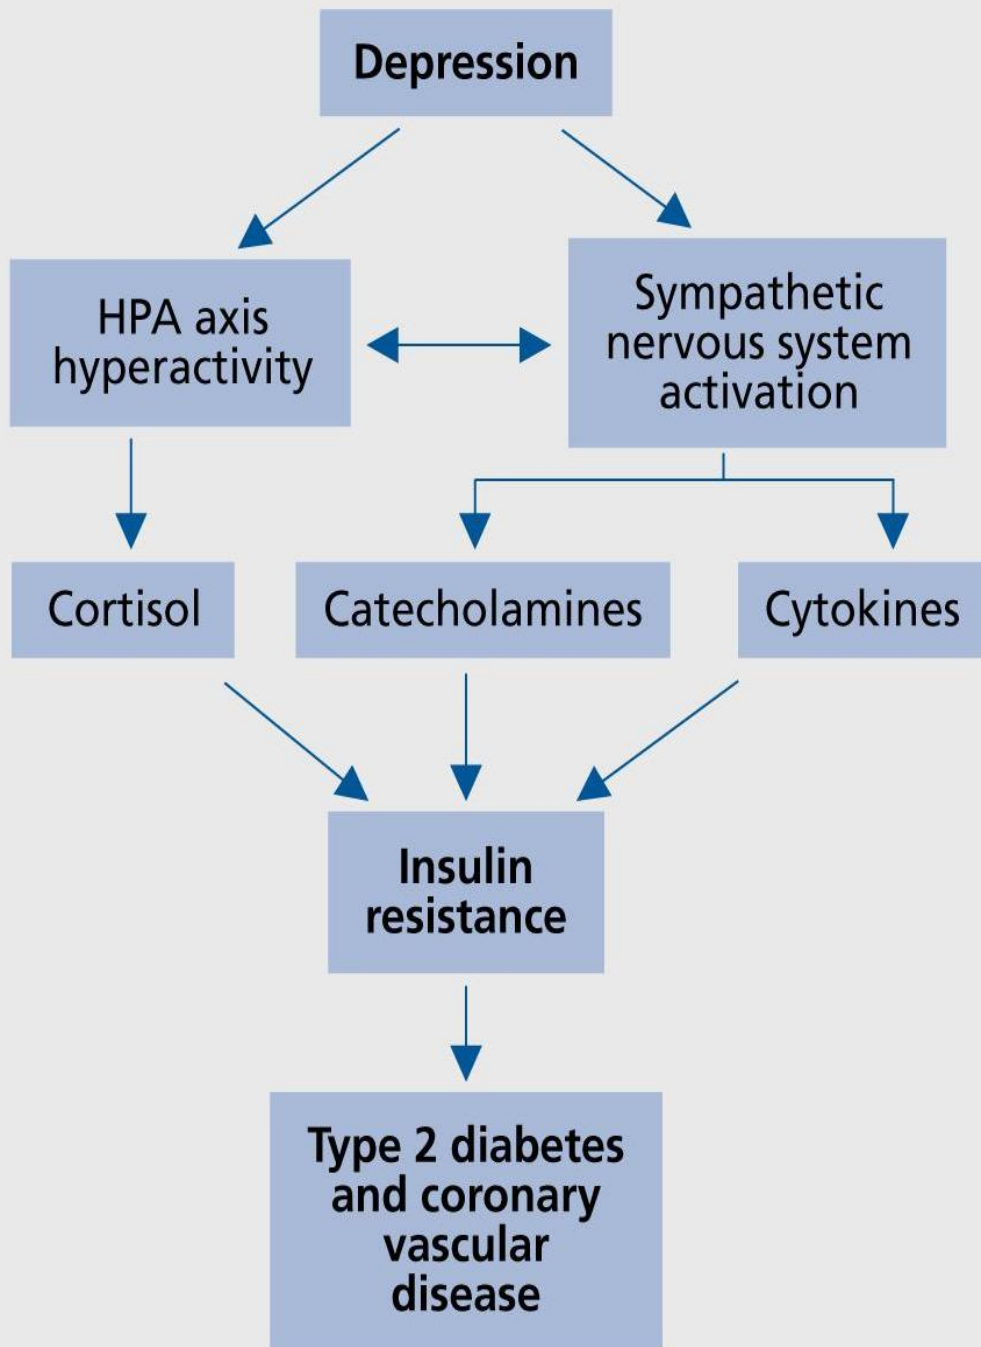 Depression
HPA axis
hyperactivity
Sympathetic
nervous system
activation
Cortisol
Catecholamines
Cytokines
Insulin
resistance
Type 2 diabetes
and coronary
vascular
disease